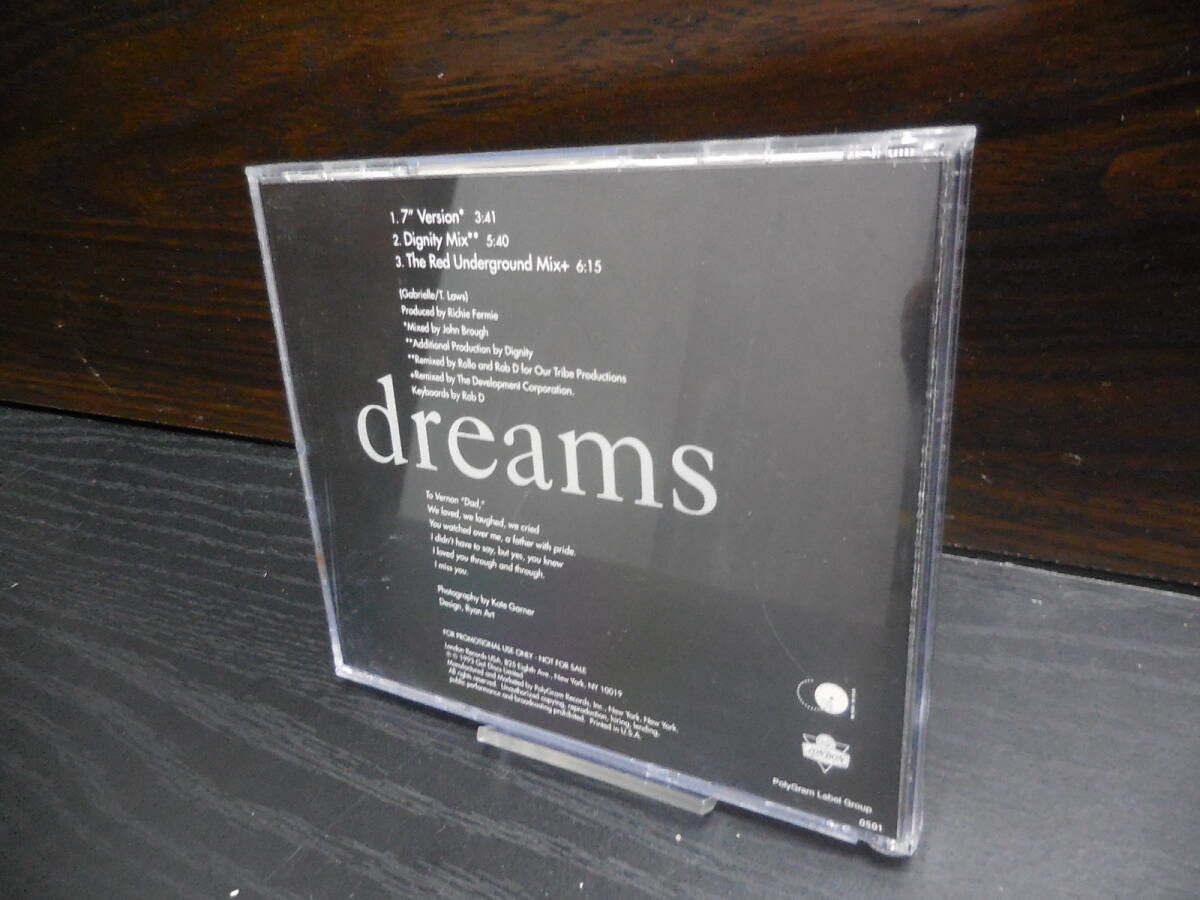 1. 7" Version* 3:41
2. Dignity Mix** 5:40
3. The Red Underground Mix+ 6:15
(Gabrielle/T. Laws)
Produced by Richie Fermie
*Mixed by John Brough
**Additional Production by Dignity
**Remixed by Rollo and Rob D for Our Tribe Productions
+Remixed by The Development Corporation.
Keyboards by Rob D
dreams
To Vernon "Dad,"
We loved, we laughed, we cried
You watched over me, a father with pride.
I didn't have to say, but yes, you knew
I loved you through and through.
I miss you.
Photography by Kate Garner
Design, Ryan Art
FOR PROMOTIONAL USE ONLY - NOT FOR SALE
London Records USA, 825 Eighth Ave., New York, NY 10019
℗ © 1993 Go! Discs Limited
Manufactured and Marketed by PolyGram Records, Inc., New York, New York.
All rights reserved. Unauthorized copying, reproduction, hiring, lending,
public performance and broadcasting prohibited. Printed in U.S.A.
LONDON
PolyGram Label Group
0501